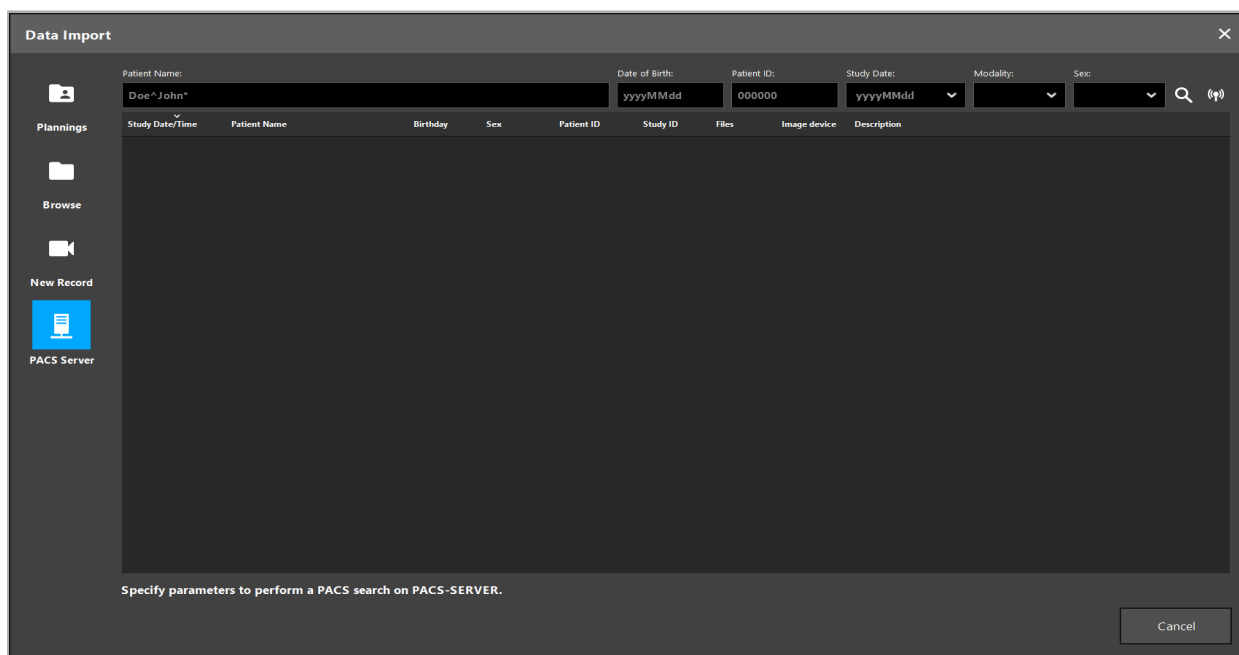 Data Import
Patient Name: Date of Birth: Patient ID: Study Date: Modality: Sex:
Doe^John* yyyyMMdd 000000 yyyyMMdd
Plannings
Study Date/Time Patient Name Birthday Sex Patient ID Study ID Files Image device Description
Browse
New Record
PACS Server
Specify parameters to perform a PACS search on PACS-SERVER.
Cancel